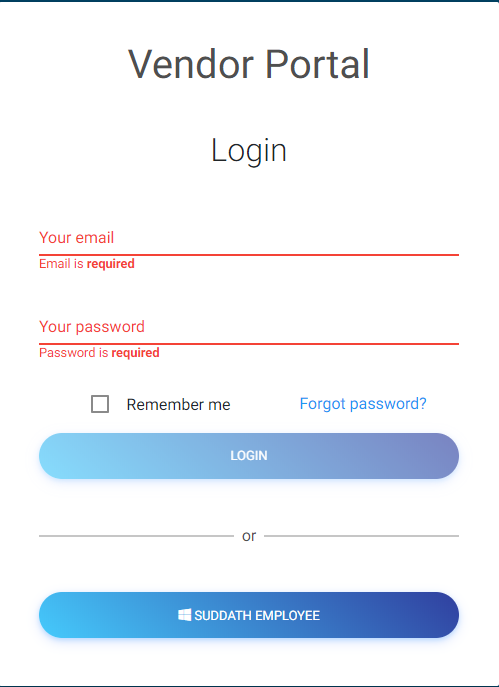 Vendor Portal
Login
Your email
Email is required
Your password
Password is required
Remember me Forgot password?
LOGIN
or
SUDDATH EMPLOYEE